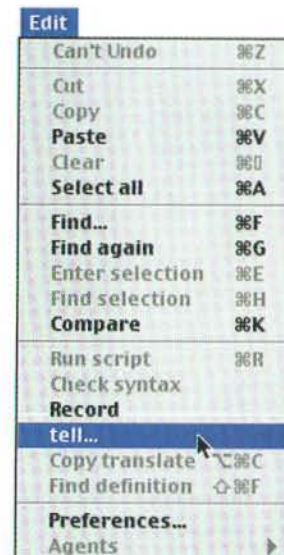 Edit
Can't Undo ⌘Z
Cut ⌘X
Copy ⌘C
Paste ⌘V
Clear ⌘
Select all ⌘A
Find... ⌘F
Find again ⌘G
Enter selection ⌘E
Find selection ⌘H
Compare ⌘K
Run script ⌘R
Check syntax
Record
tell...
Copy translate ⌥⌘C
Find definition ⇧⌘F
Preferences...
Agents